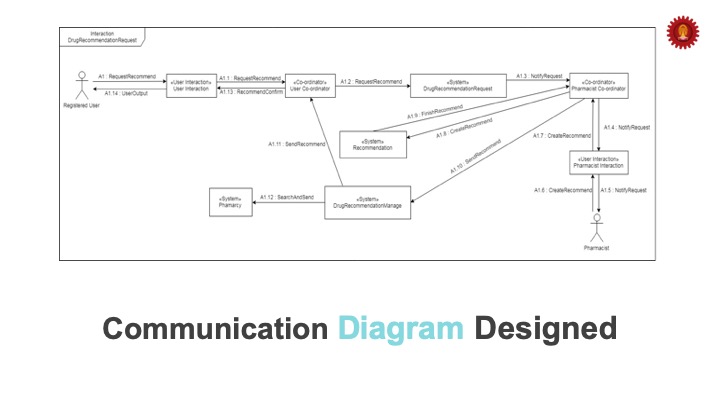 Interaction
DrugRecommendationRequest
A1 : RequestRecommend
A1.14 : UserOutput
Registered User
«User Interaction»
User Interaction
A1.1 : RequestRecommend
A1.13 : RecommendConfirm
«Co-ordinator»
User Co-ordinator
A1.2 : RequestRecommend
«System»
DrugRecommendationRequest
A1.3 : NotifyRequest
«Co-ordinator»
Pharmacist Co-ordinator
A1.9 : FinishRecommend
A1.8 : CreateRecommend
A1.11 : SendRecommend
«System»
Recommendation
A1.10 : SendRecommend
A1.7 : CreateRecommend
A1.4 : NotifyRequest
«User Interaction»
Pharmacist Interaction
A1.6 : CreateRecommend
A1.5 : NotifyRequest
Pharmacist
«System»
Phamarcy
A1.12 : SearchAndSend
«System»
DrugRecommendationManage
Communication Diagram Designed